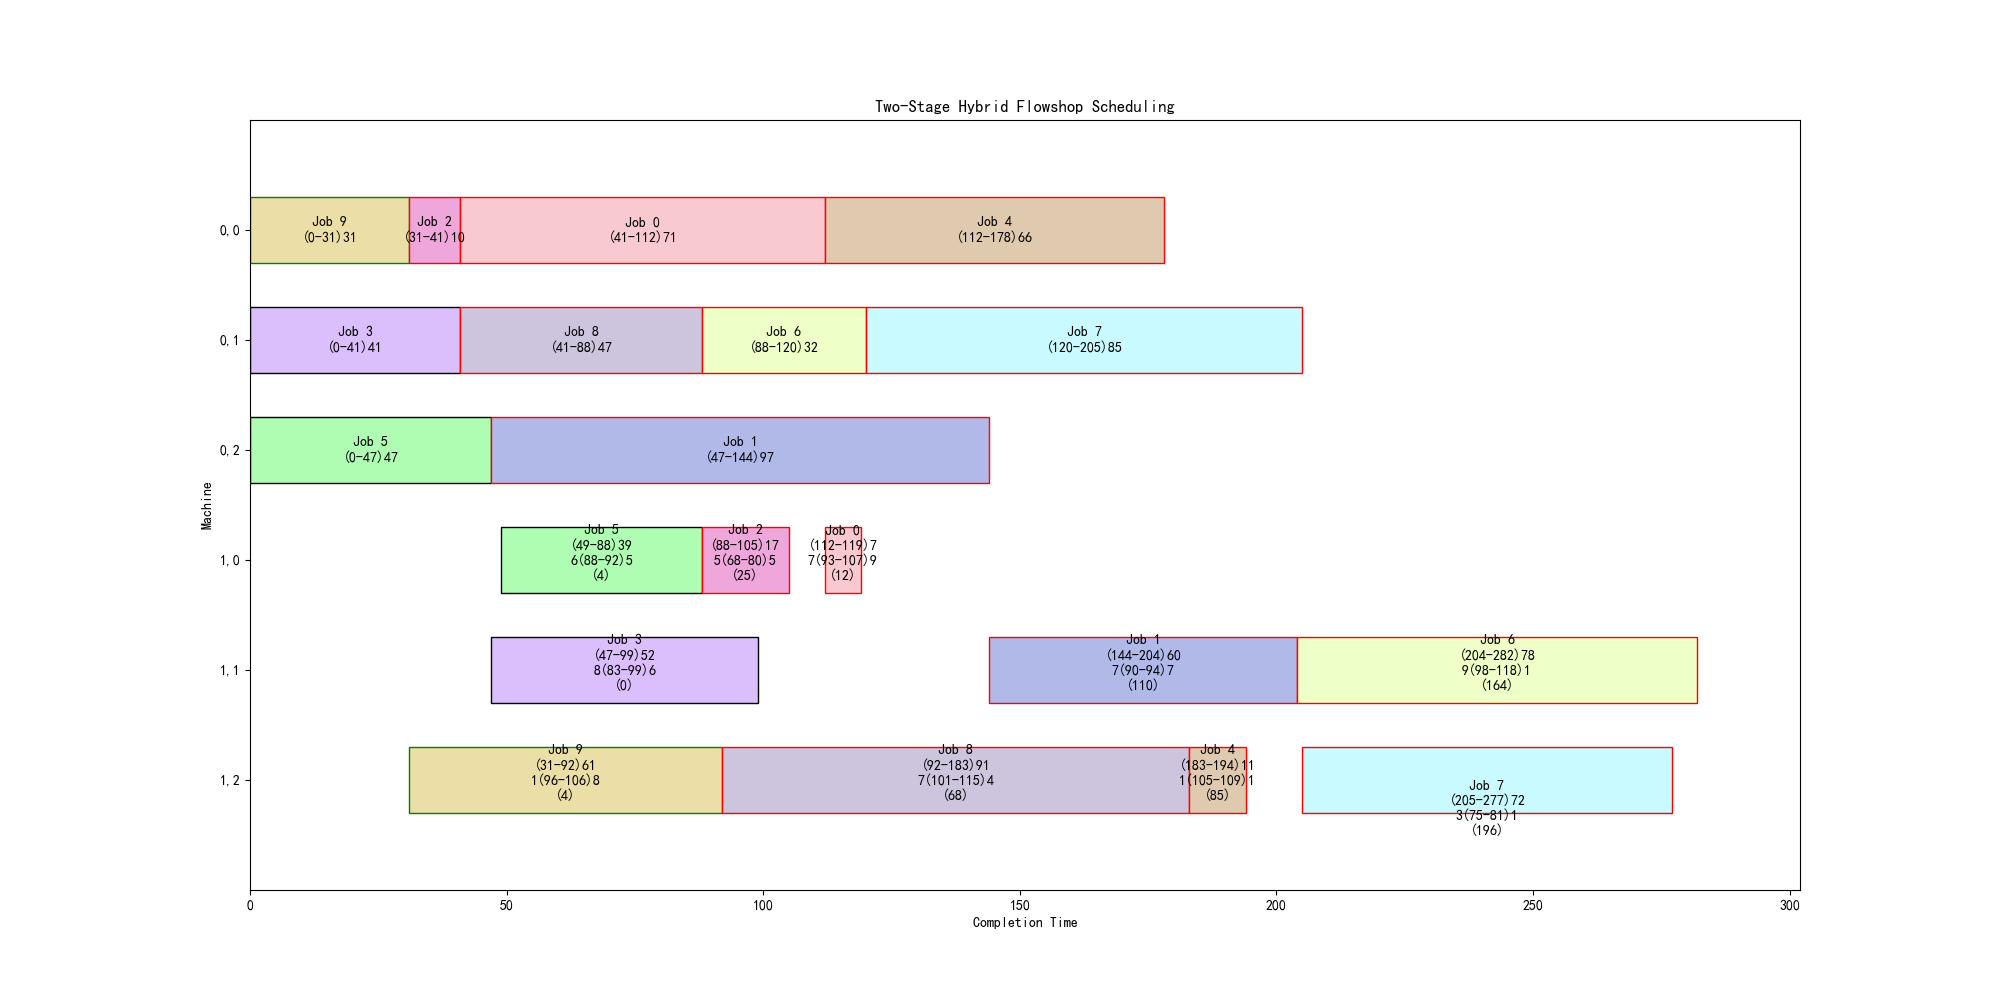 Two-Stage Hybrid Flowshop Scheduling
Machine
0,0
Job 9
(0-31)31
Job 2
(31-41)10
Job 0
(41-112)71
Job 4
(112-178)66
0,1
Job 3
(0-41)41
Job 8
(41-88)47
Job 6
(88-120)32
Job 7
(120-205)85
0,2
Job 5
(0-47)47
Job 1
(47-144)97
1,0
Job 5
(49-88)39
6(88-92)5
(4)
Job 2
(88-105)17
5(68-80)5
(25)
Job 0
(112-119)7
7(93-107)9
(12)
1,1
Job 3
(47-99)52
8(83-99)6
(0)
Job 1
(144-204)60
7(90-94)7
(110)
Job 6
(204-282)78
9(98-118)1
(164)
1,2
Job 9
(31-92)61
1(96-106)8
(4)
Job 8
(92-183)91
7(101-115)4
(68)
Job 4
(183-194)11
1(105-109)1
(85)
Job 7
(205-277)72
3(75-81)1
(196)
0 50 100 150 200 250 300
Completion Time